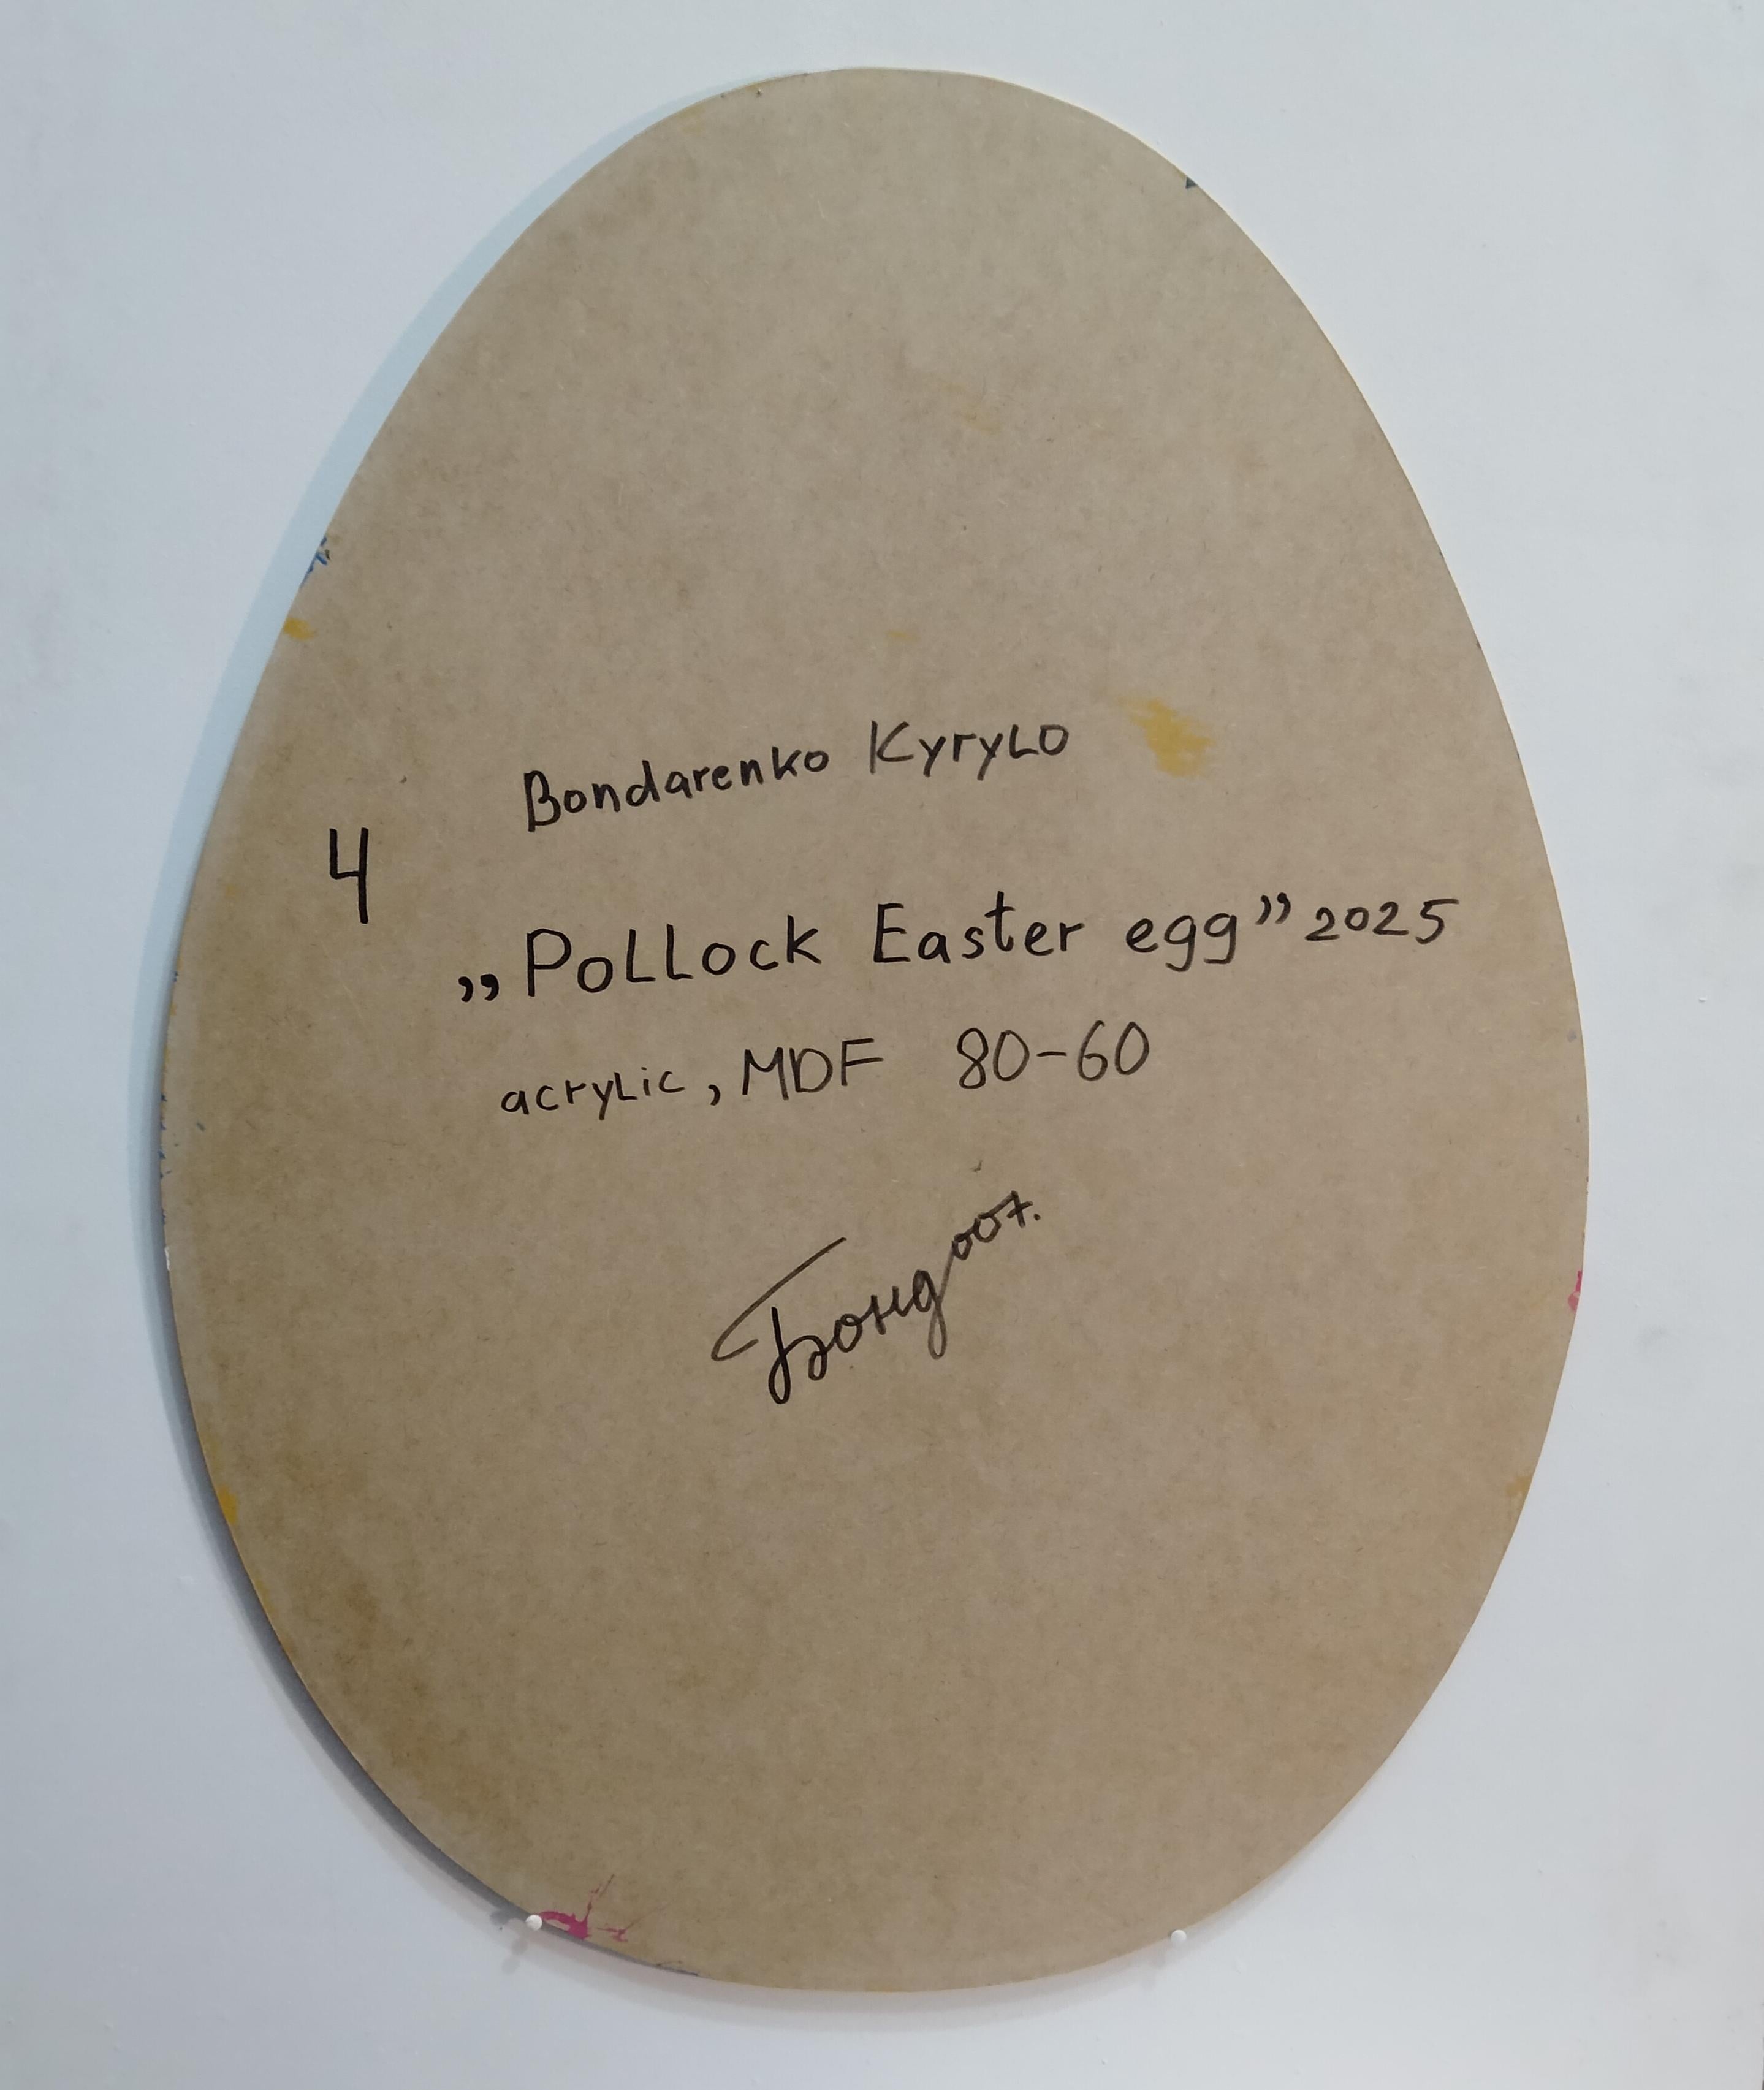 Bondarenko Kyrylo
4
„Pollock Easter egg” 2025
acrylic, MDF 80-60
Бонд007.